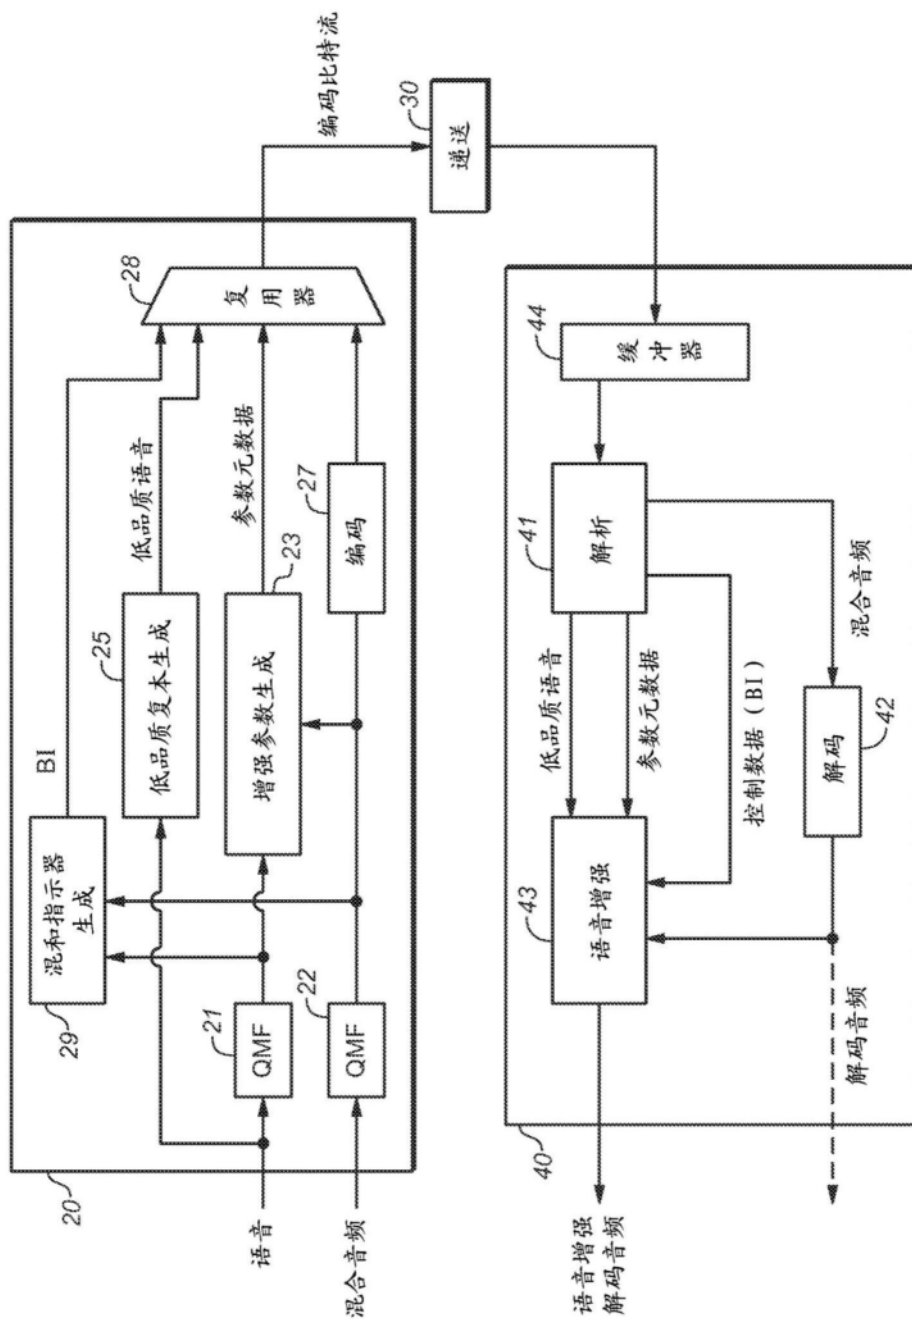 20
语音
混合音频
QMF
21
QMF
22
混和指示器
生成
29
BI
低品质复本生成
25
低品质语音
增强参数生成
23
参数元数据
编码
27
复用器
28
编码比特流
递送
30
40
缓冲器
44
解析
41
低品质语音
参数元数据
控制数据（BI）
混合音频
解码
42
语音增强
43
解码音频
语音增强
解码音频